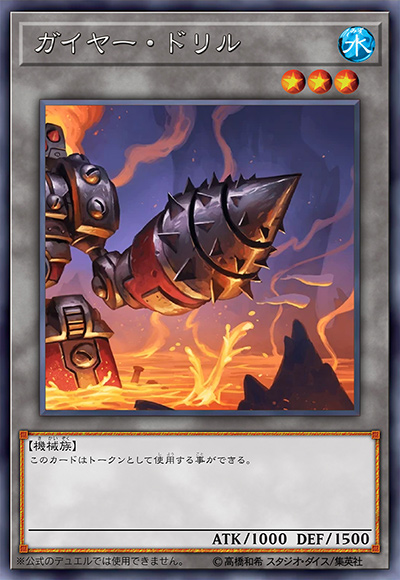 ガイヤー・ドリル
水
【機械族】
このカードはトークンとして使用する事ができる。
ATK/1000 DEF/1500
※公式のデュエルでは使用できません。
©高橋和希 スタジオ・ダイス/集英社